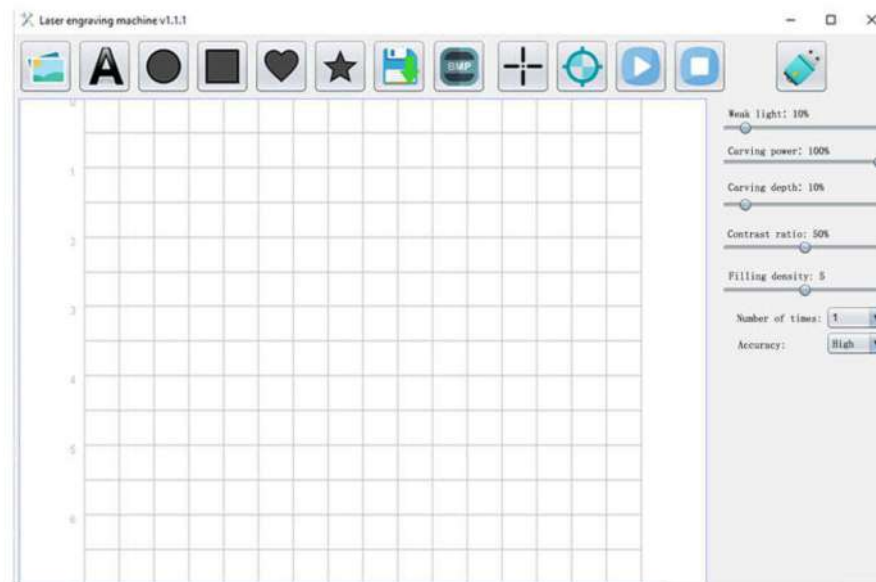 Laser engraving machine v1.1.1
A
BMP
Weak light: 10%
Carving power: 100%
Carving depth: 10%
Contrast ratio: 50%
Filling density: 5
Number of times: 1
Accuracy: High
0
1
2
3
4
5
6